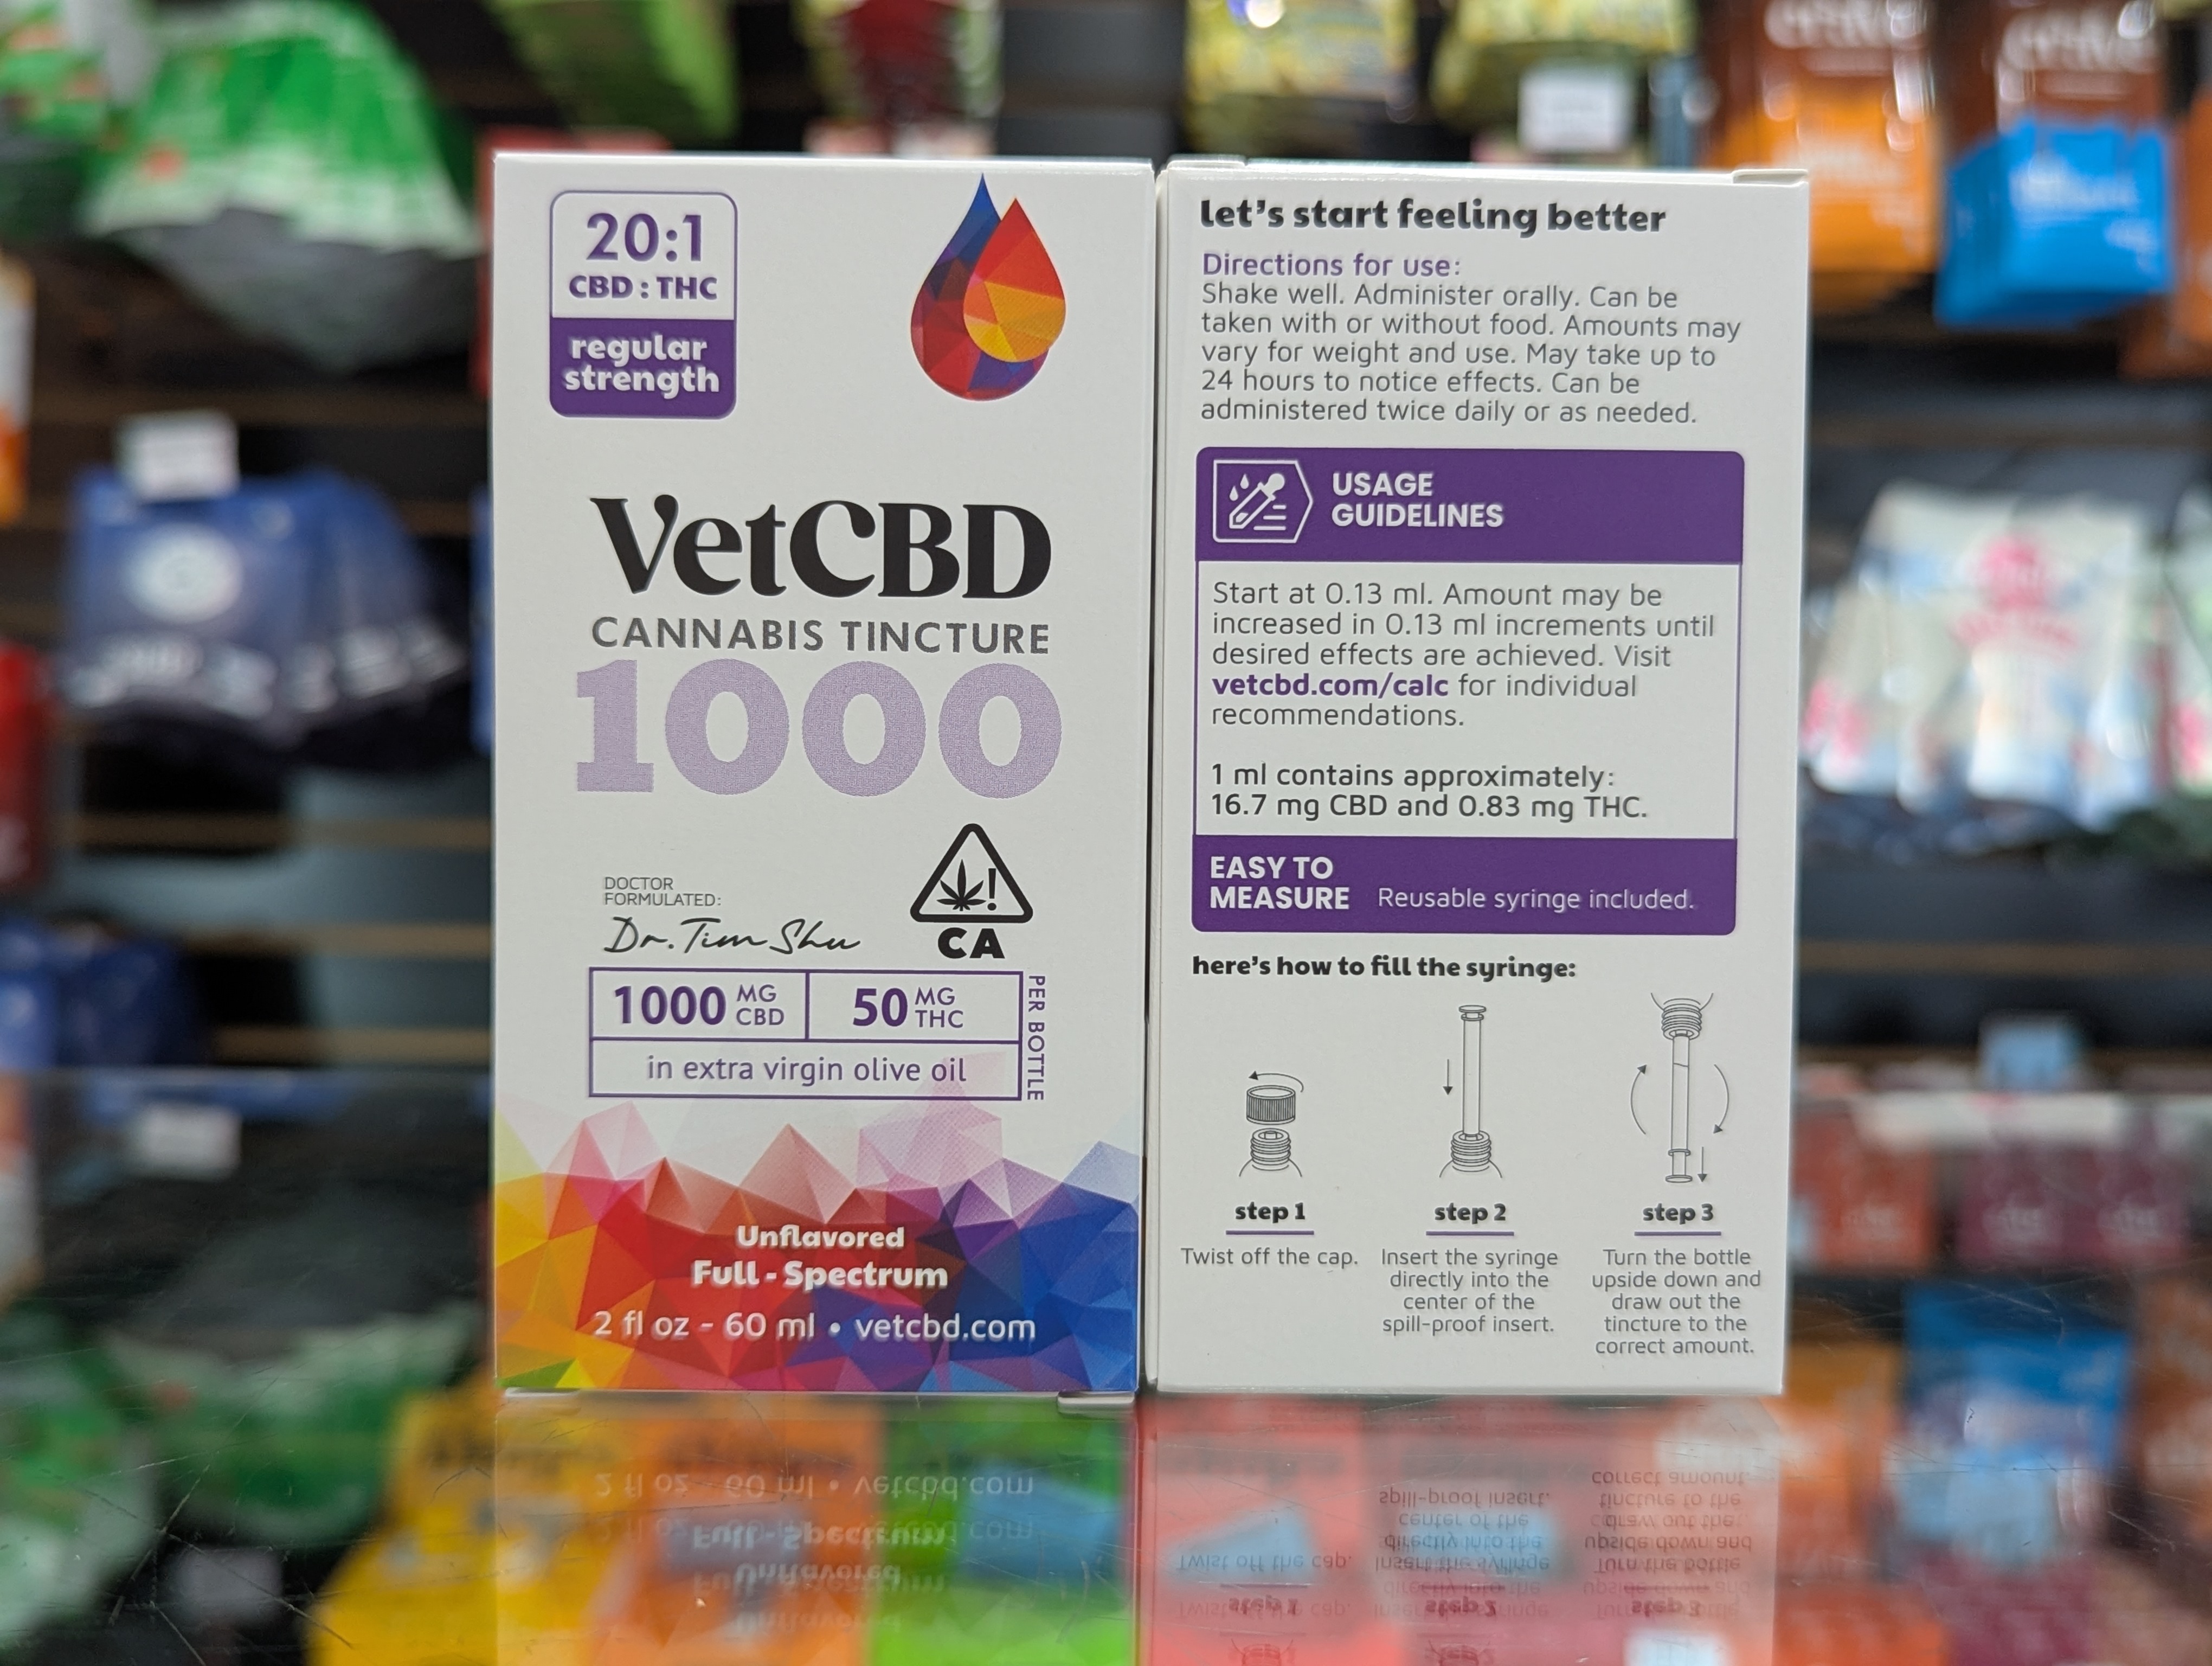 20:1
CBD : THC
regular
strength
VetCBD
CANNABIS TINCTURE
1000
DOCTOR
FORMULATED:
Dr. Tim Shu
CA
1000 MG CBD
50 MG THC
PER BOTTLE
in extra virgin olive oil
Unflavored
Full - Spectrum
2 fl oz - 60 ml • vetcbd.com
let's start feeling better
Directions for use:
Shake well. Administer orally. Can be
taken with or without food. Amounts may
vary for weight and use. May take up to
24 hours to notice effects. Can be
administered twice daily or as needed.
USAGE
GUIDELINES
Start at 0.13 ml. Amount may be
increased in 0.13 ml increments until
desired effects are achieved. Visit
vetcbd.com/calc for individual
recommendations.
1 ml contains approximately:
16.7 mg CBD and 0.83 mg THC.
EASY TO
MEASURE Reusable syringe included.
here's how to fill the syringe:
step 1
Twist off the cap.
step 2
Insert the syringe
directly into the
center of the
spill-proof insert.
step 3
Turn the bottle
upside down and
draw out the
tincture to the
correct amount.